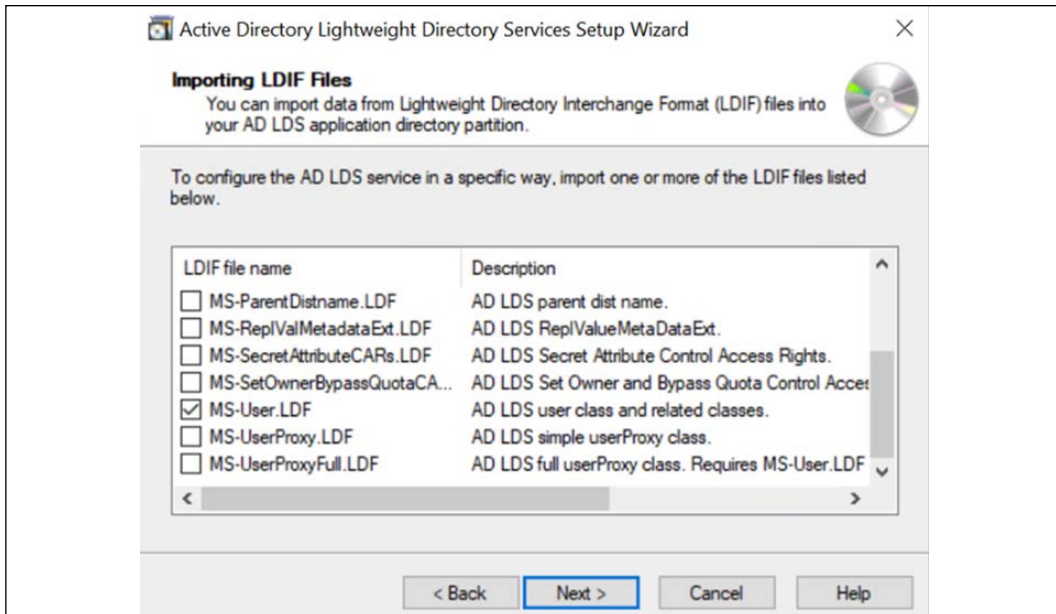 Active Directory Lightweight Directory Services Setup Wizard
Importing LDIF Files
You can import data from Lightweight Directory Interchange Format (LDIF) files into
your AD LDS application directory partition.
To configure the AD LDS service in a specific way, import one or more of the LDIF files listed
below.
LDIF file name Description
MS-ParentDistname.LDF AD LDS parent dist name.
MS-ReplValMetadataExt.LDF AD LDS ReplValueMetaDataExt.
MS-SecretAttributeCARs.LDF AD LDS Secret Attribute Control Access Rights.
MS-SetOwnerBypassQuotaCA... AD LDS Set Owner and Bypass Quota Control Acces
MS-User.LDF AD LDS user class and related classes.
MS-UserProxy.LDF AD LDS simple userProxy class.
MS-UserProxyFull.LDF AD LDS full userProxy class. Requires MS-User.LDF
< Back Next > Cancel Help